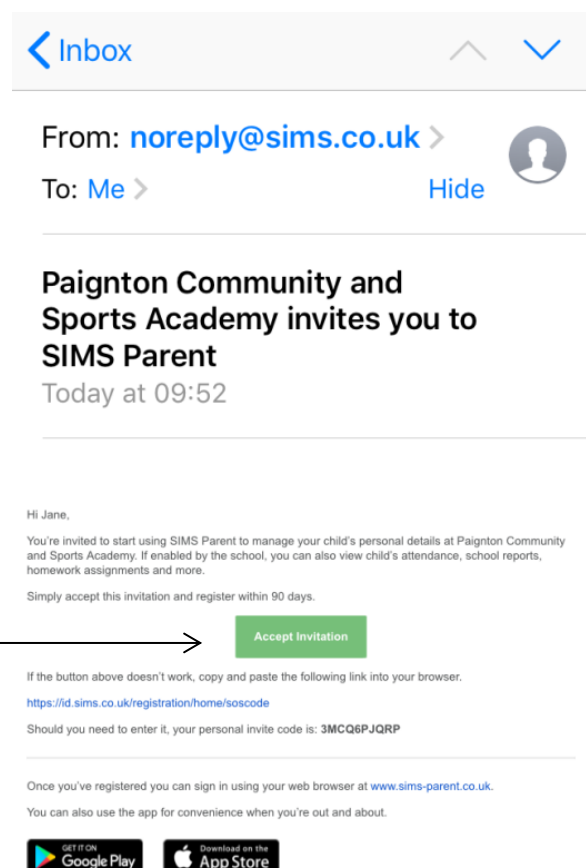 Inbox
From: noreply@sims.co.uk
To: Me Hide
Paignton Community and
Sports Academy invites you to
SIMS Parent
Today at 09:52
Hi Jane,
You're invited to start using SIMS Parent to manage your child's personal details at Paignton Community
and Sports Academy. If enabled by the school, you can also view child's attendance, school reports,
homework assignments and more.
Simply accept this invitation and register within 90 days.
Accept Invitation
If the button above doesn't work, copy and paste the following link into your browser.
https://id.sims.co.uk/registration/home/soscode
Should you need to enter it, your personal invite code is: 3MCQ6PJQRP
Once you've registered you can sign in using your web browser at www.sims-parent.co.uk.
You can also use the app for convenience when you're out and about.
GET IT ON
Google Play
Download on the
App Store